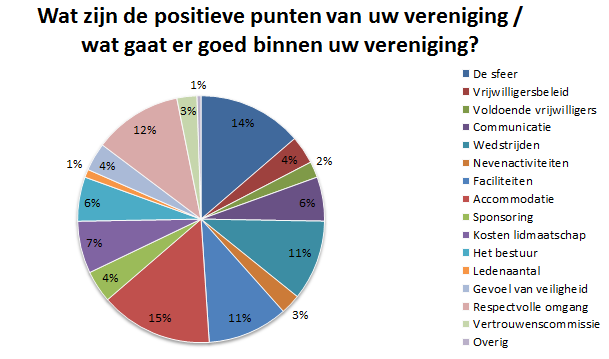 Wat zijn de positieve punten van uw vereniging /
wat gaat er goed binnen uw vereniging?
14%
4%
2%
6%
11%
3%
11%
15%
4%
7%
6%
1%
4%
12%
3%
1%
De sfeer
Vrijwilligersbeleid
Voldoende vrijwilligers
Communicatie
Wedstrijden
Nevenactiviteiten
Faciliteiten
Accommodatie
Sponsoring
Kosten lidmaatschap
Het bestuur
Ledenaantal
Gevoel van veiligheid
Respectvolle omgang
Vertrouwenscommissie
Overig